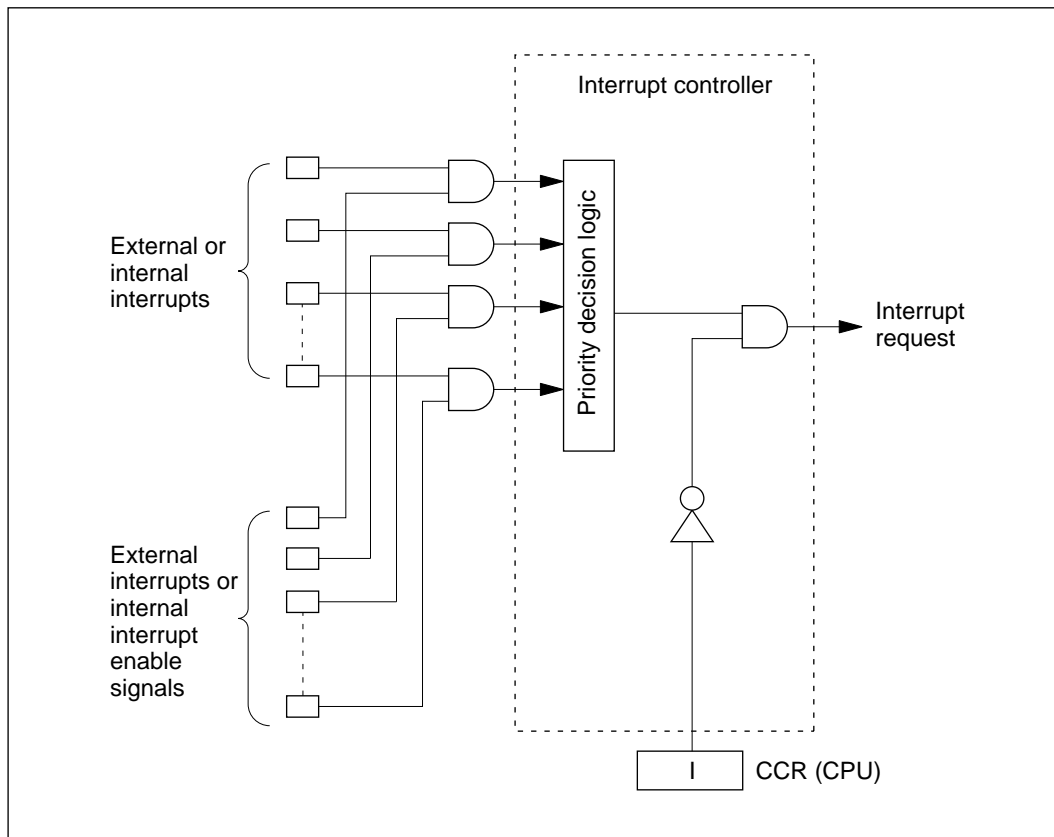 Interrupt controller
External or
internal
interrupts
Priority decision logic
Interrupt
request
External
interrupts or
internal
interrupt
enable
signals
I
CCR (CPU)